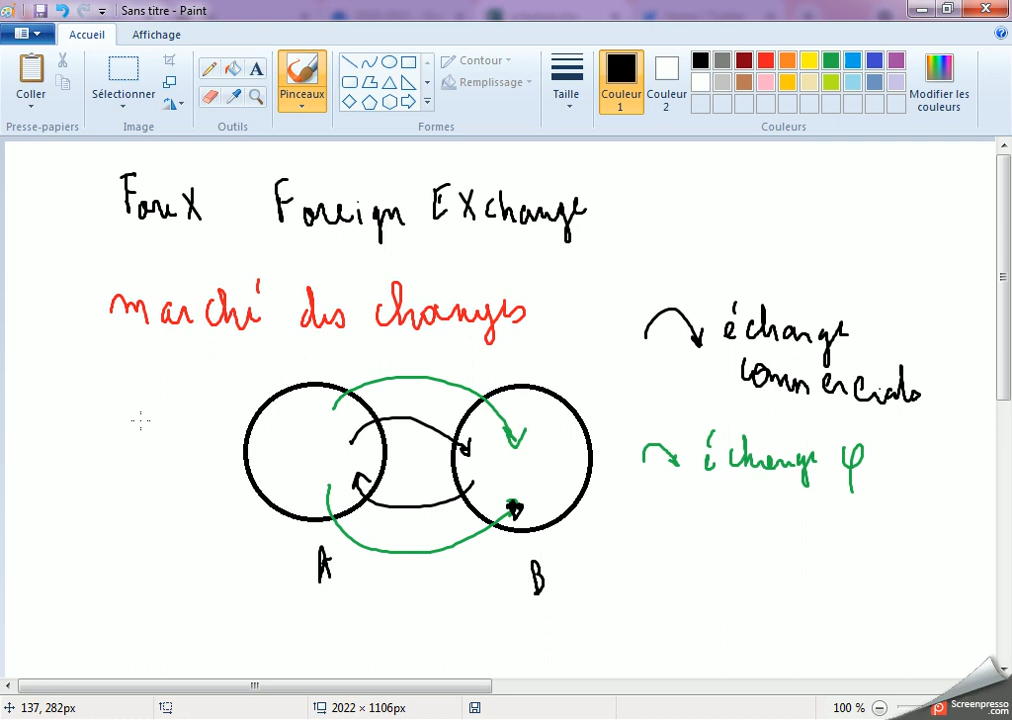 Sans titre - Paint
Accueil
Affichage
Coller
Sélectionner
Pinceaux
Contour
Remplissage
Taille
Couleur
1
Couleur
2
Modifier les
couleurs
Presse-papiers
Image
Outils
Formes
Couleurs
ForeX Foreign EXchange
marché des changes
échange
commerciale
échange φ
A
B
137, 282px
2022 × 1106px
100 %
Screenpresso
.com